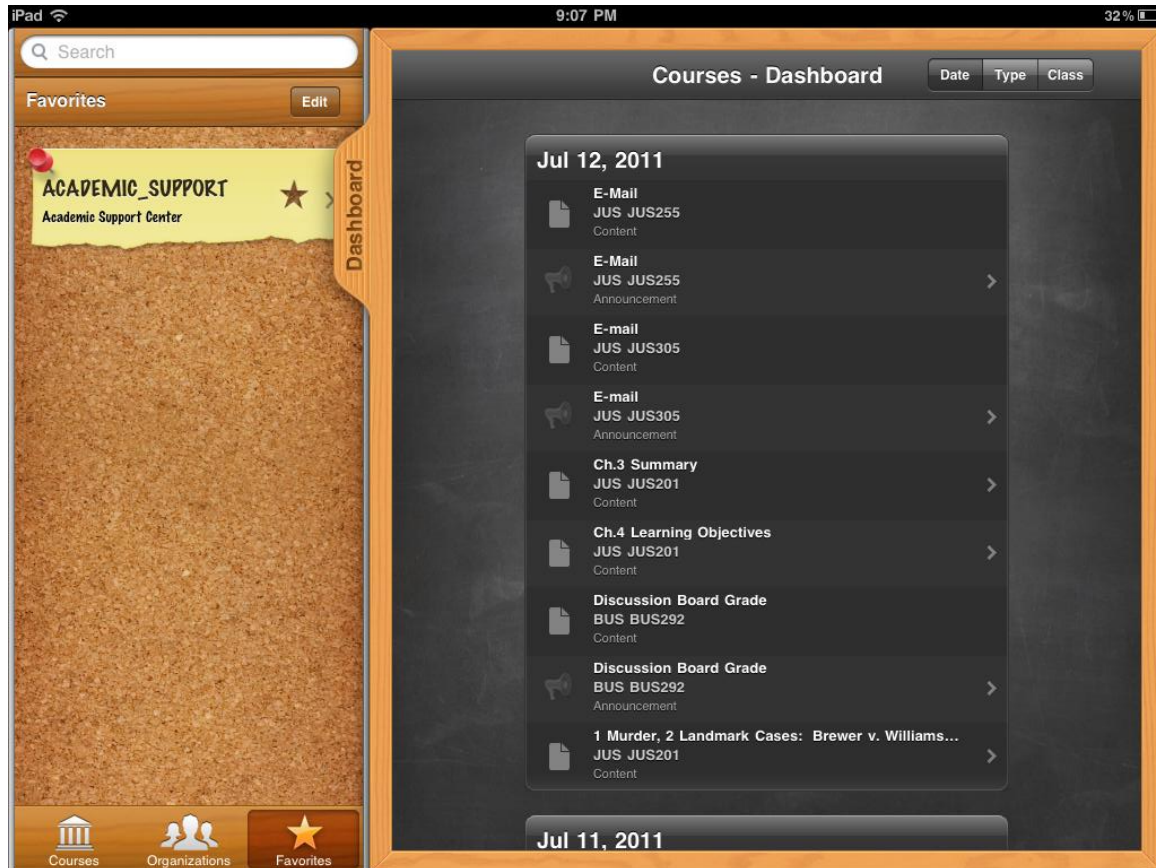 iPad 9:07 PM 32%
Search
Favorites Edit
ACADEMIC_SUPPORT
Academic Support Center
Dashboard
Courses Organizations Favorites
Courses - Dashboard Date Type Class
Jul 12, 2011
E-Mail
JUS JUS255
Content
E-Mail
JUS JUS255
Announcement
E-mail
JUS JUS305
Content
E-mail
JUS JUS305
Announcement
Ch.3 Summary
JUS JUS201
Content
Ch.4 Learning Objectives
JUS JUS201
Content
Discussion Board Grade
BUS BUS292
Content
Discussion Board Grade
BUS BUS292
Announcement
1 Murder, 2 Landmark Cases: Brewer v. Williams...
JUS JUS201
Content
Jul 11, 2011